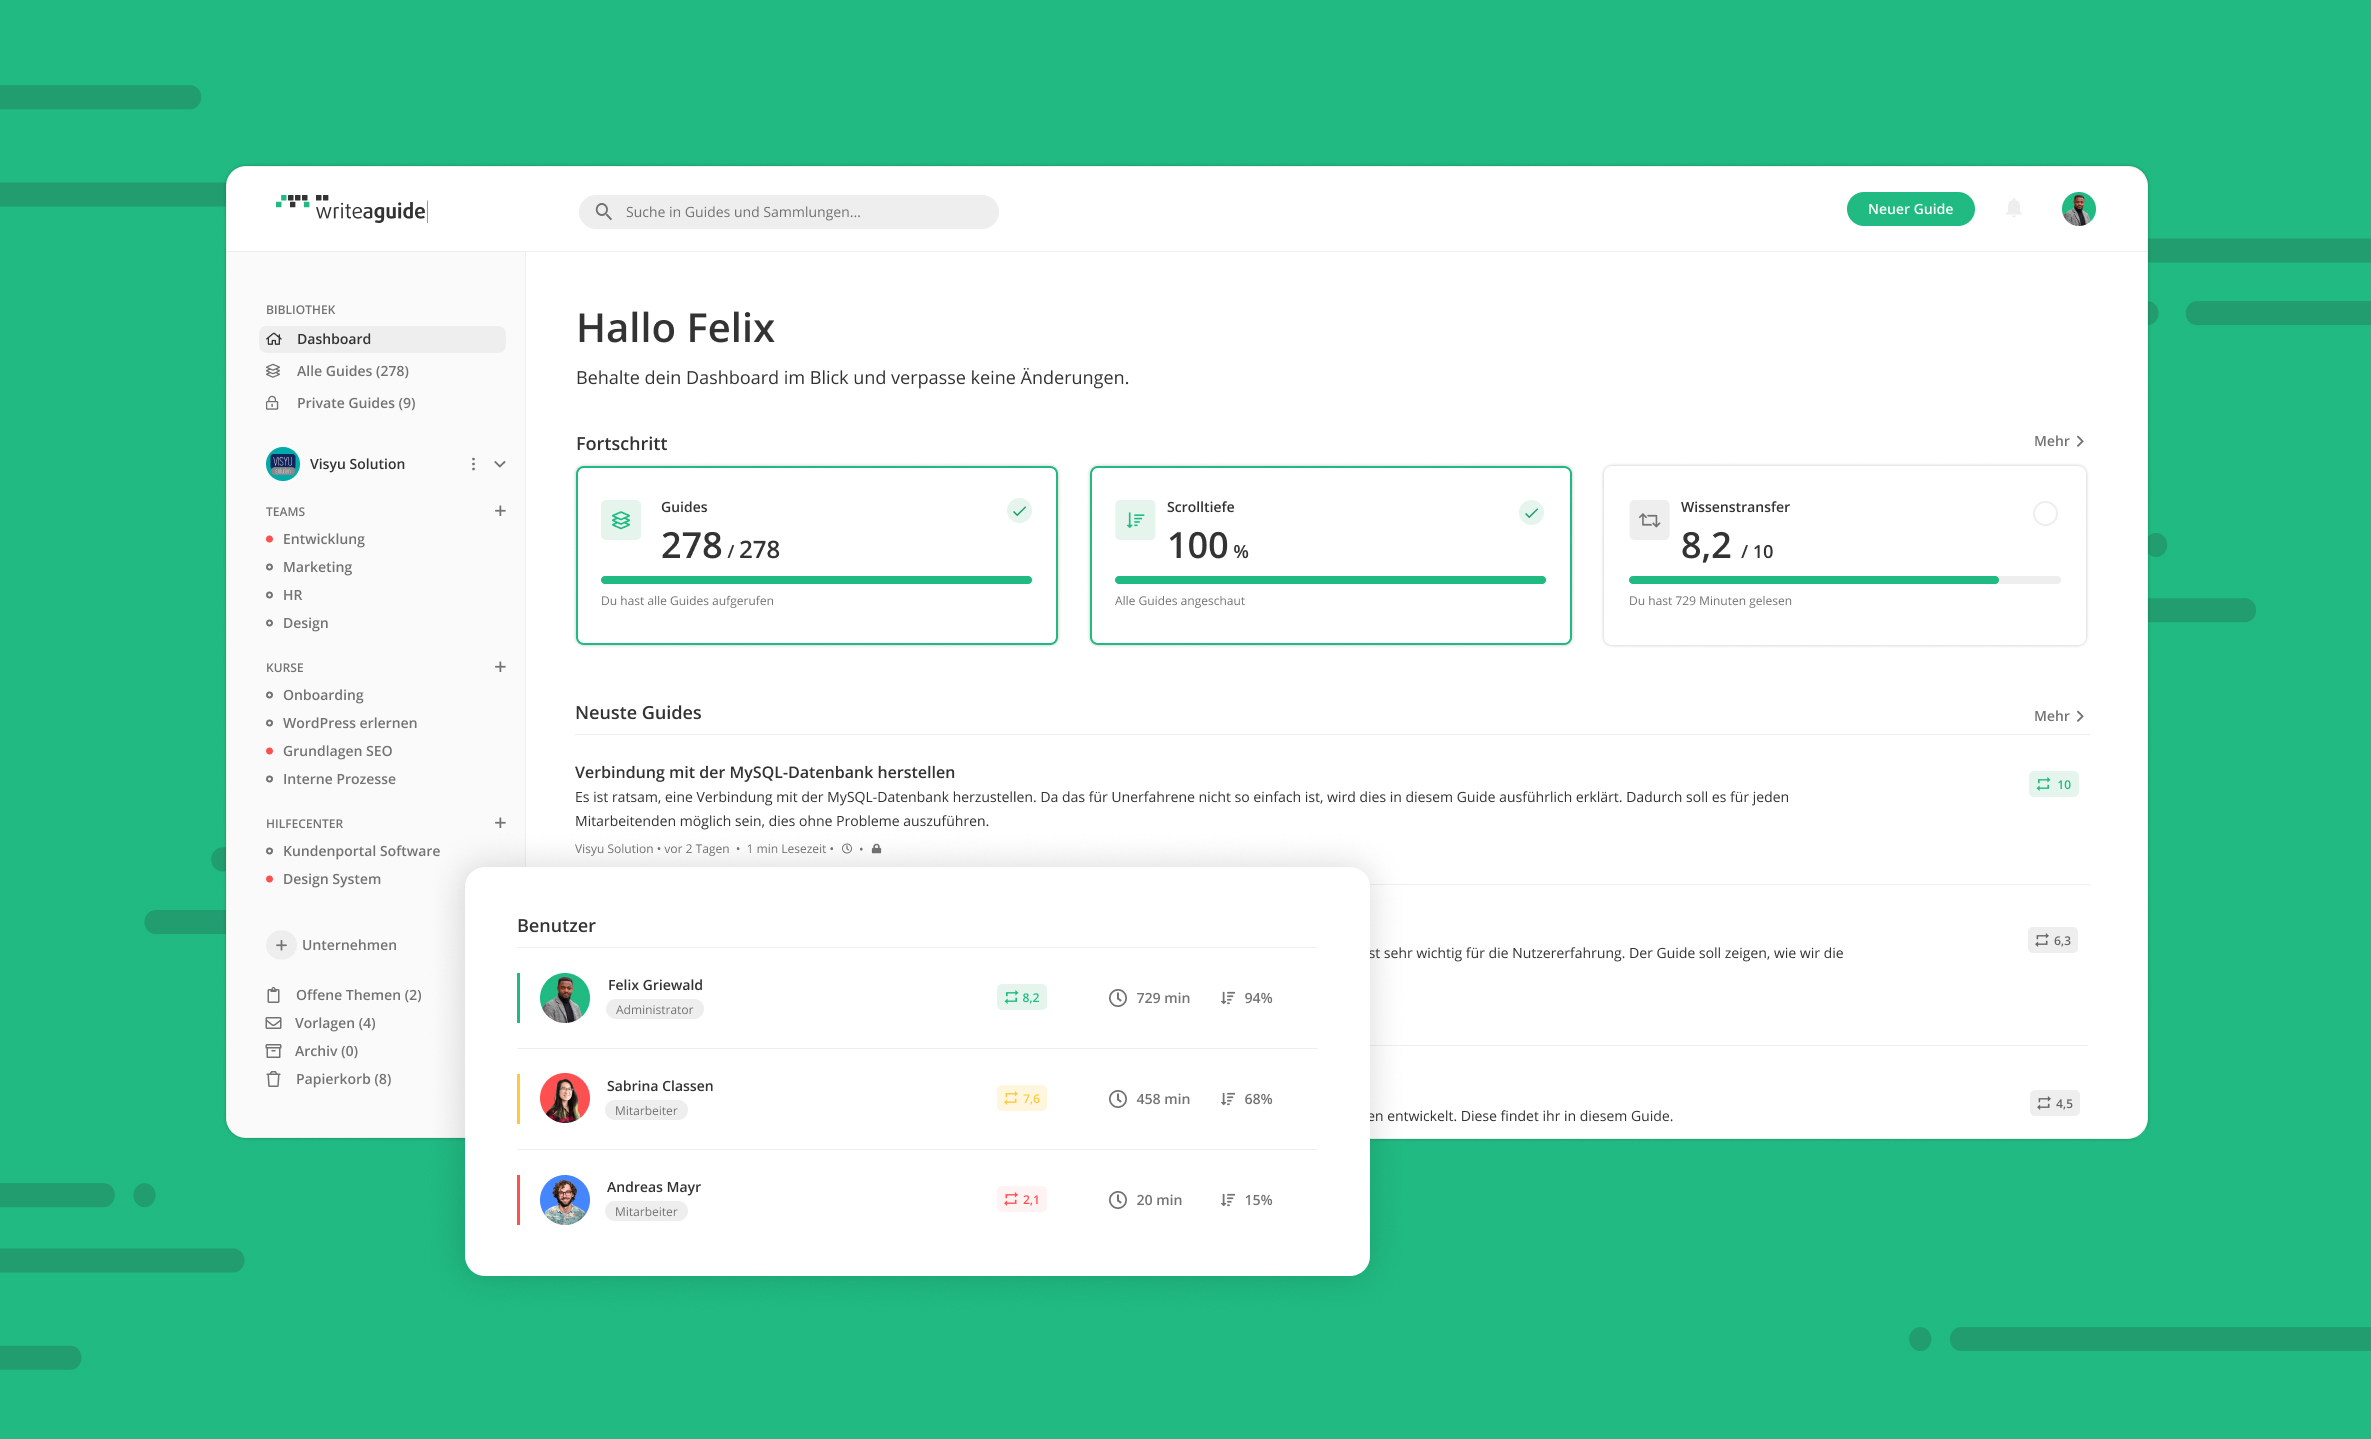 writeaguide
Suche in Guides und Sammlungen...
Neuer Guide
BIBLIOTHEK
Dashboard
Alle Guides (278)
Private Guides (9)
VISYU
Visyu Solution
TEAMS
Entwicklung
Marketing
HR
Design
KURSE
Onboarding
WordPress erlernen
Grundlagen SEO
Interne Prozesse
HILFECENTER
Kundenportal Software
Design System
Unternehmen
Offene Themen (2)
Vorlagen (4)
Archiv (0)
Papierkorb (8)
Hallo Felix
Behalte dein Dashboard im Blick und verpasse keine Änderungen.
Fortschritt
Mehr
Guides
278 / 278
Du hast alle Guides aufgerufen
Scrolltiefe
100 %
Alle Guides angeschaut
Wissenstransfer
8,2 / 10
Du hast 729 Minuten gelesen
Neuste Guides
Mehr
Verbindung mit der MySQL-Datenbank herstellen
Es ist ratsam, eine Verbindung mit der MySQL-Datenbank herzustellen. Da das für Unerfahrene nicht so einfach ist, wird dies in diesem Guide ausführlich erklärt. Dadurch soll es für jeden
Mitarbeitenden möglich sein, dies ohne Probleme auszuführen.
Visyu Solution • vor 2 Tagen • 1 min Lesezeit •  •
10
st sehr wichtig für die Nutzererfahrung. Der Guide soll zeigen, wie wir die
6,3
en entwickelt. Diese findet ihr in diesem Guide.
4,5
Benutzer
Felix Griewald
Administrator
8,2
729 min
94%
Sabrina Classen
Mitarbeiter
7,6
458 min
68%
Andreas Mayr
Mitarbeiter
2,1
20 min
15%